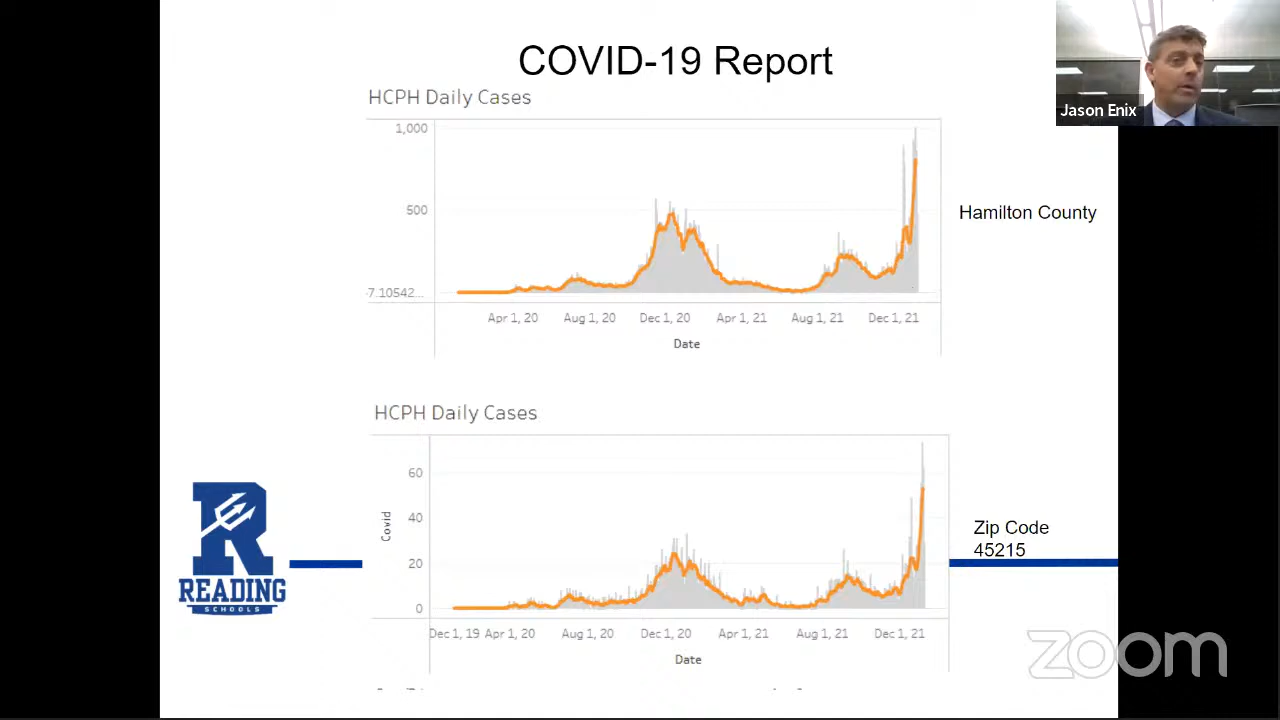 COVID-19 Report
HCPH Daily Cases
1,000
500
-7.10542...
Apr 1, 20 Aug 1, 20 Dec 1, 20 Apr 1, 21 Aug 1, 21 Dec 1, 21
Date
Hamilton County
Jason Enix
HCPH Daily Cases
60
40
20
0
Covid
Dec 1, 19 Apr 1, 20 Aug 1, 20 Dec 1, 20 Apr 1, 21 Aug 1, 21 Dec 1, 21
Date
Zip Code
45215
R
READING
SCHOOLS
zoom